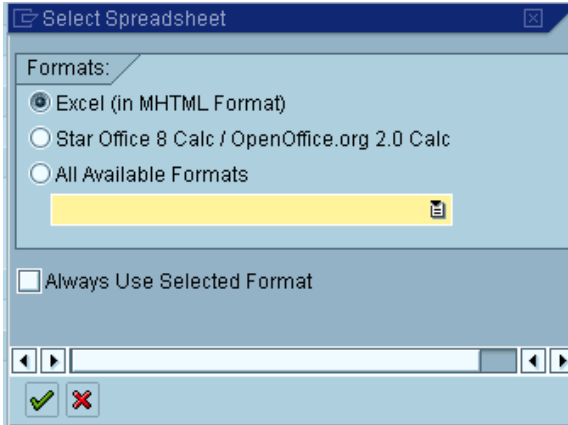 Select Spreadsheet
Formats:
Excel (in MHTML Format)
Star Office 8 Calc / OpenOffice.org 2.0 Calc
All Available Formats
Always Use Selected Format